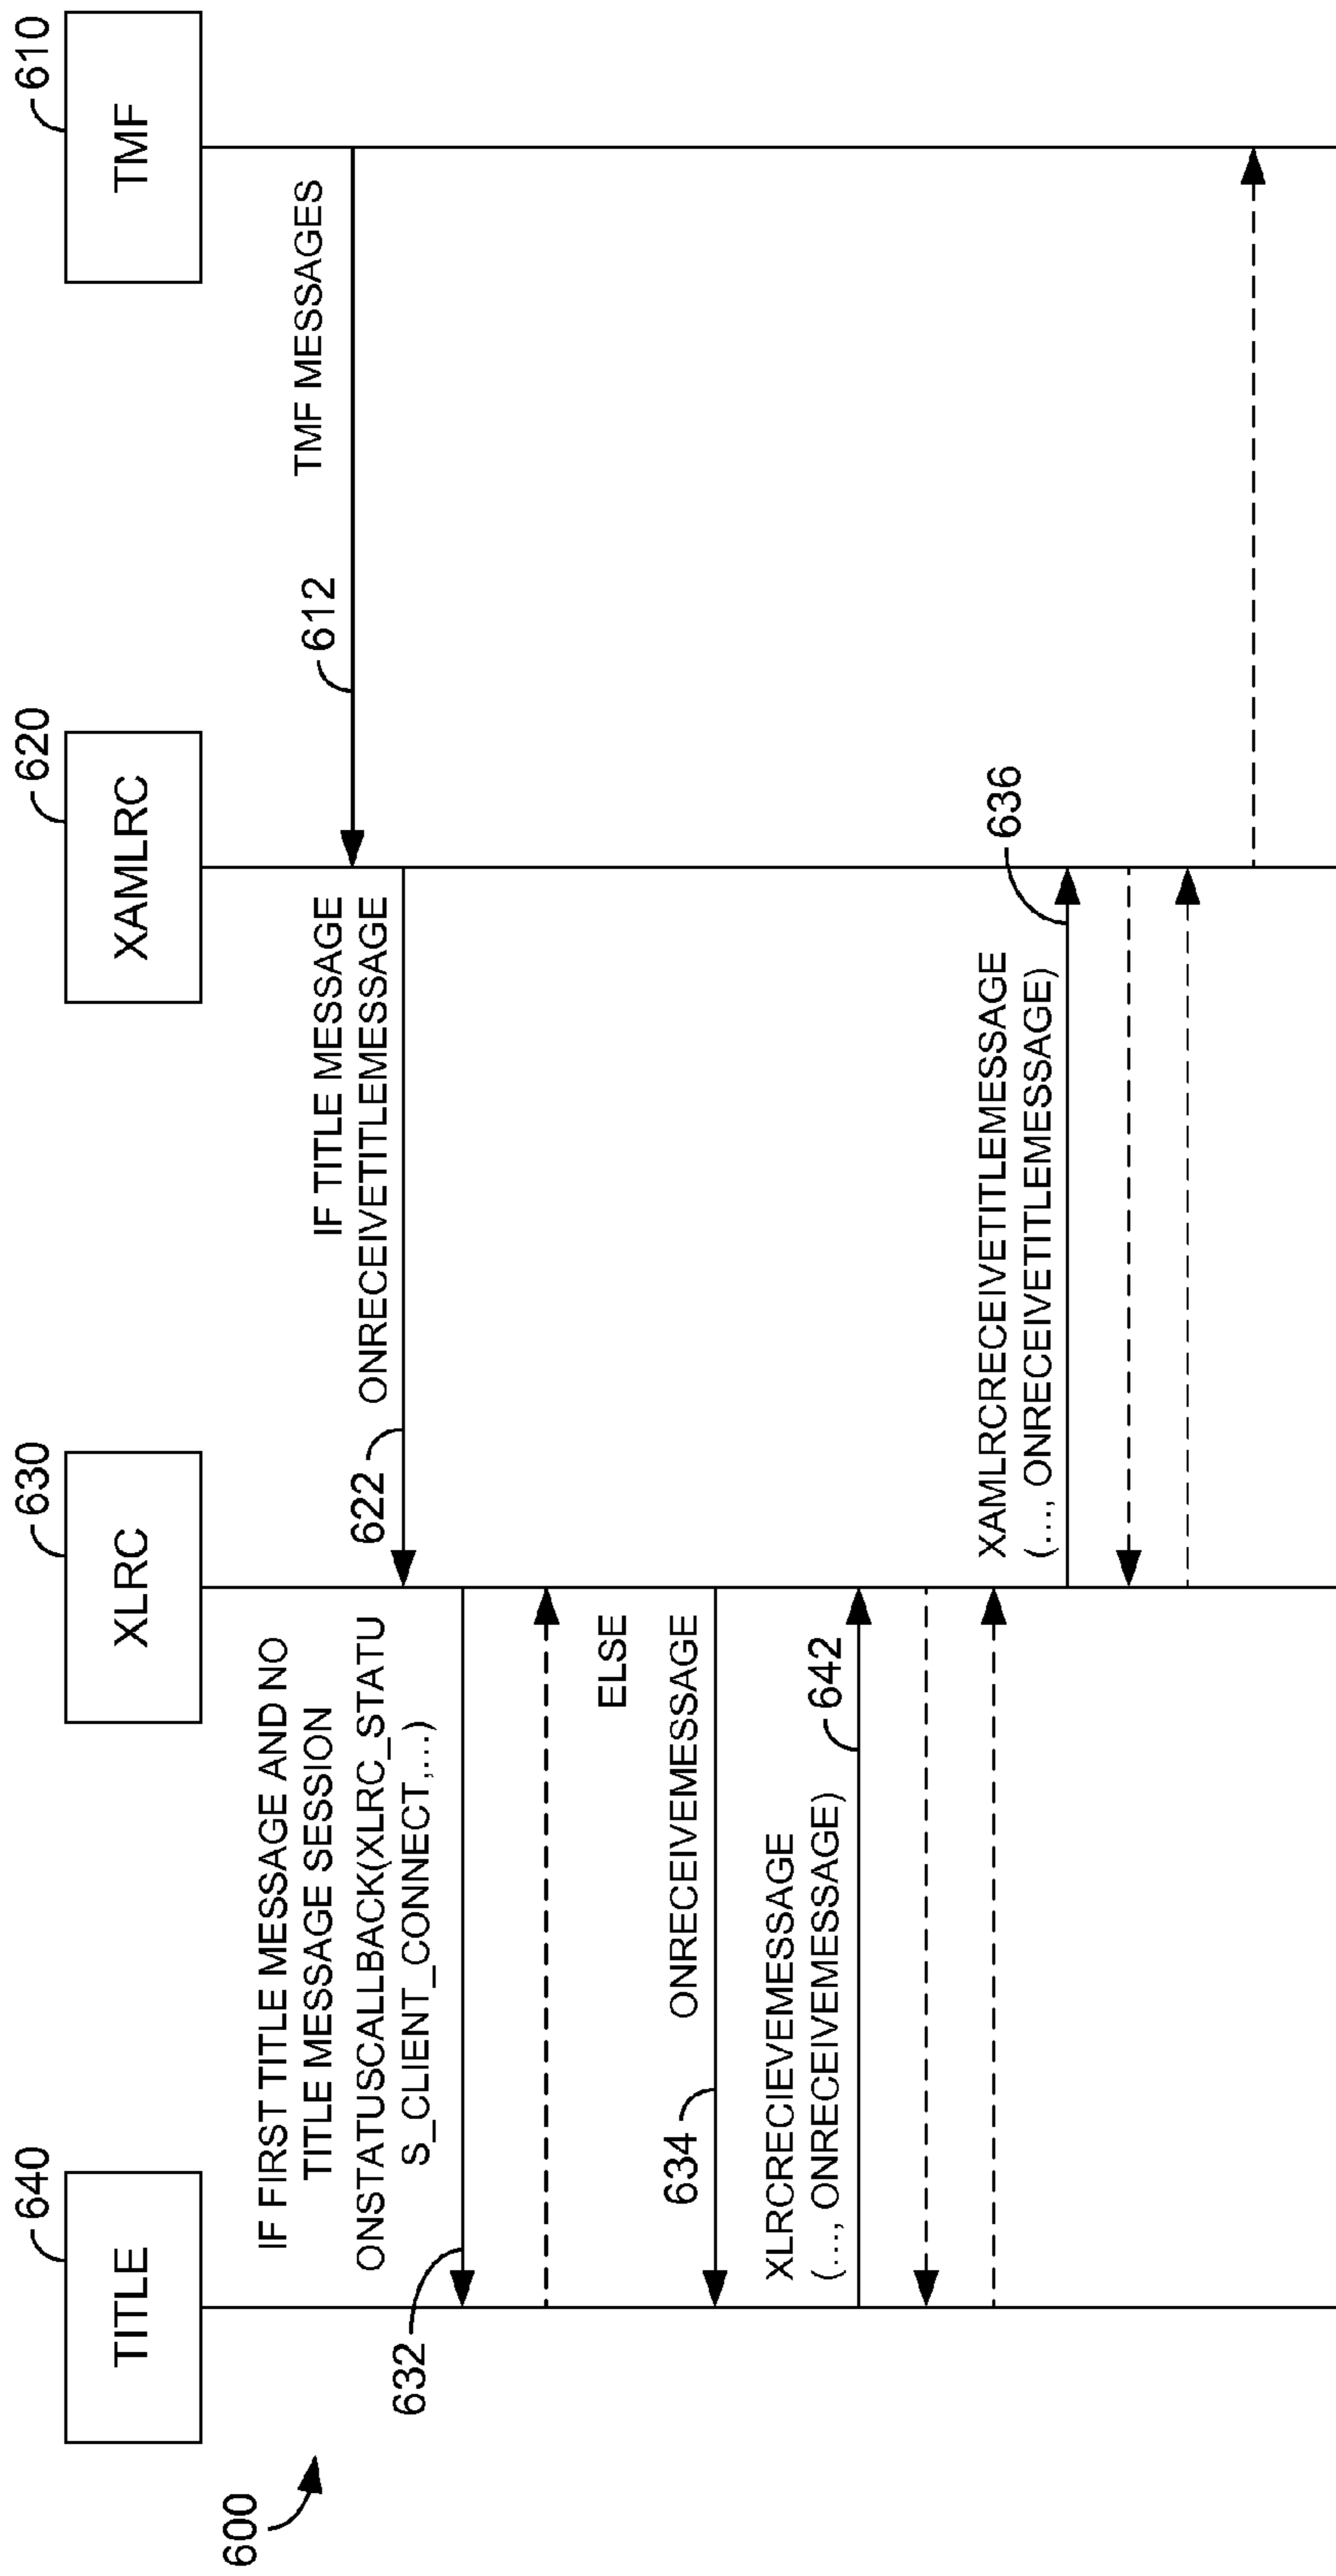 600
TITLE
640
XLRC
630
XAMLRC
620
TMF
610
TMF MESSAGES
612
IF TITLE MESSAGE
ONRECEIVETITLEMESSAGE
622
IF FIRST TITLE MESSAGE AND NO
TITLE MESSAGE SESSION
ONSTATUSCALLBACK(XLRC_STATU
S_CLIENT_CONNECT,...)
632
ELSE
ONRECEIVEMESSAGE
634
XLRCRECIEVEMESSAGE
(..., ONRECEIVEMESSAGE)
642
XAMLRCRECEIVETITLEMESSAGE
(..., ONRECEIVETITLEMESSAGE)
636